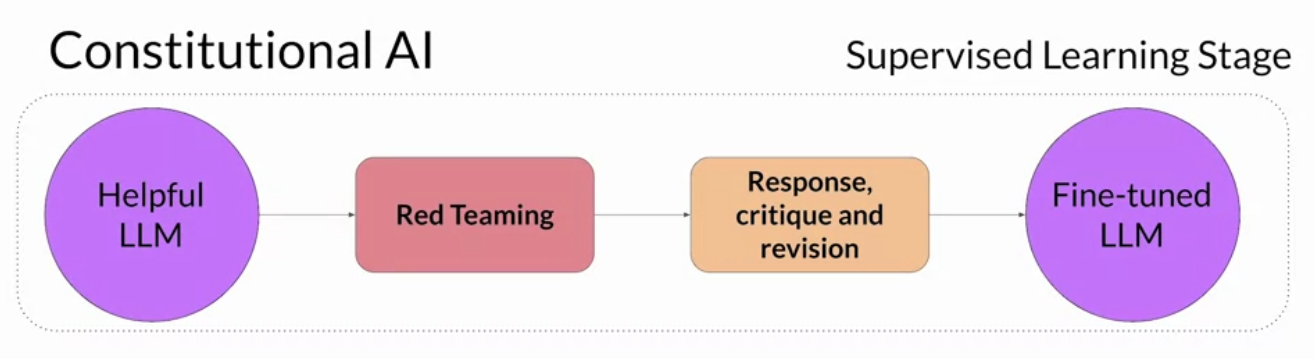 Constitutional AI
Supervised Learning Stage
Helpful
LLM
Red Teaming
Response,
critique and
revision
Fine-tuned
LLM